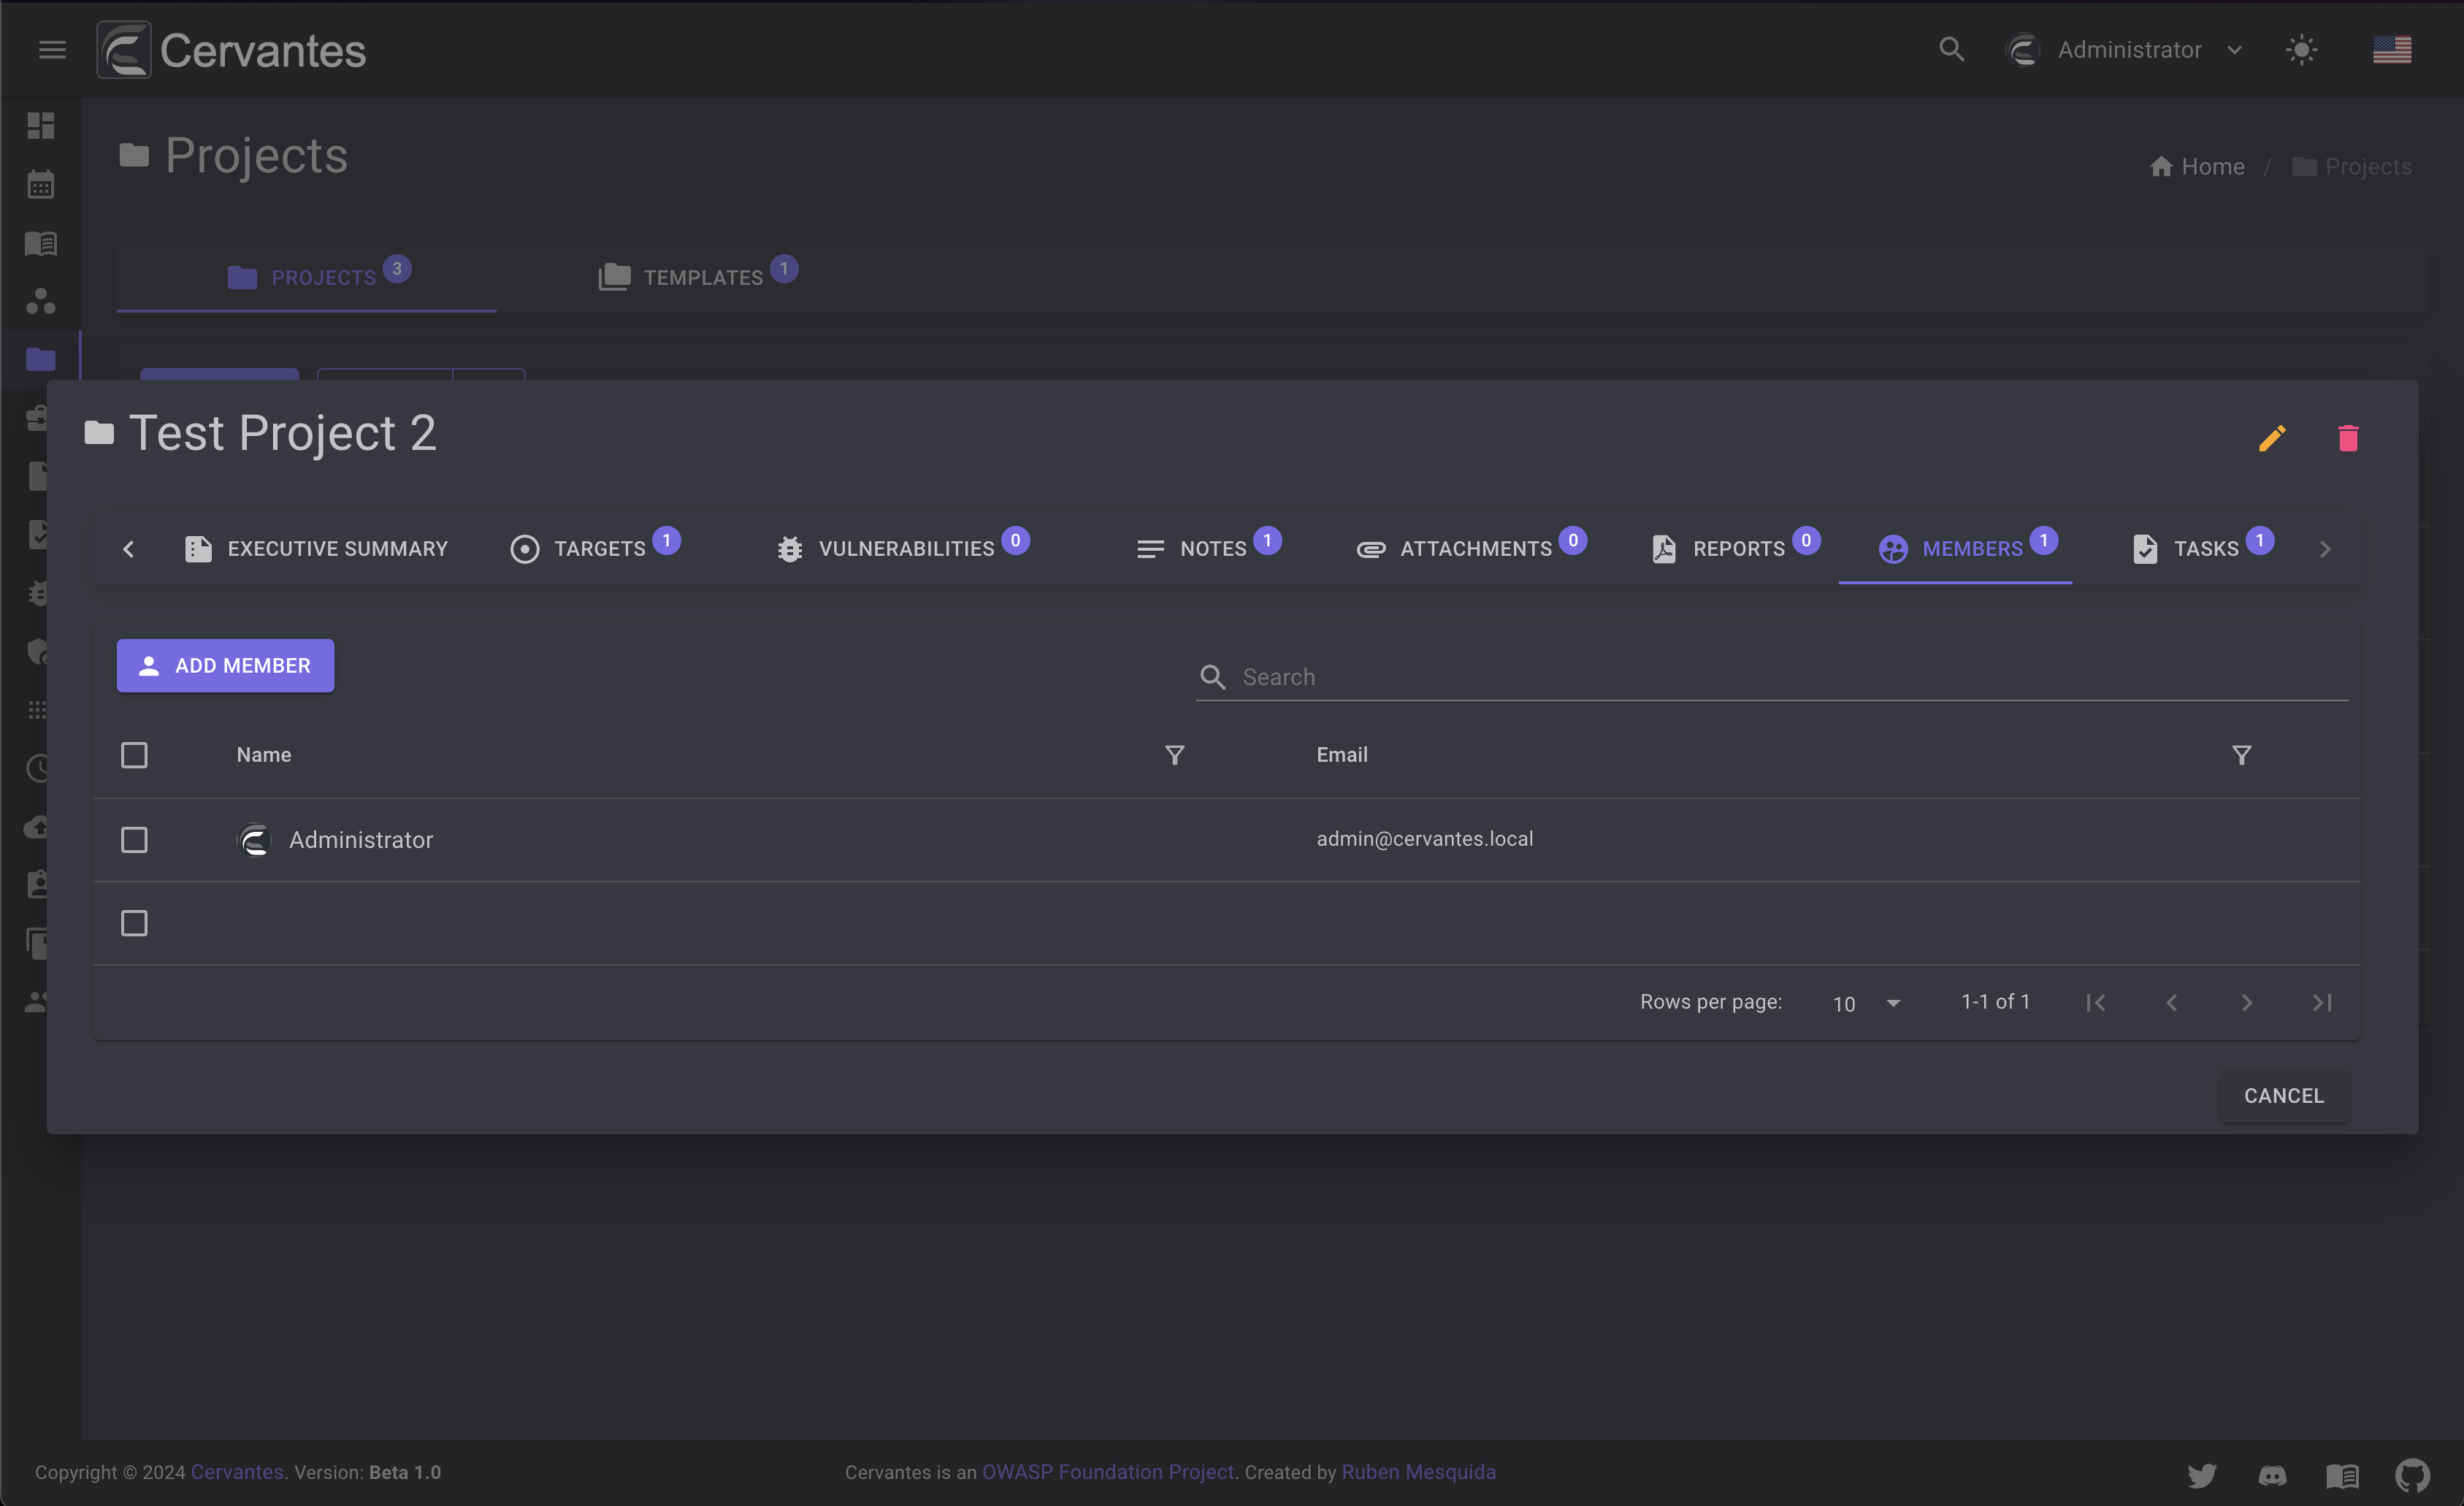 Cervantes
Administrator
Projects
Home / Projects
PROJECTS 3
TEMPLATES 1
Test Project 2
EXECUTIVE SUMMARY
TARGETS 1
VULNERABILITIES 0
NOTES 1
ATTACHMENTS 0
REPORTS 0
MEMBERS 1
TASKS 1
ADD MEMBER
Search
Name
Email
Administrator
admin@cervantes.local
Rows per page: 10 1-1 of 1
CANCEL
Copyright © 2024 Cervantes. Version: Beta 1.0
Cervantes is an OWASP Foundation Project. Created by Ruben Mesquida